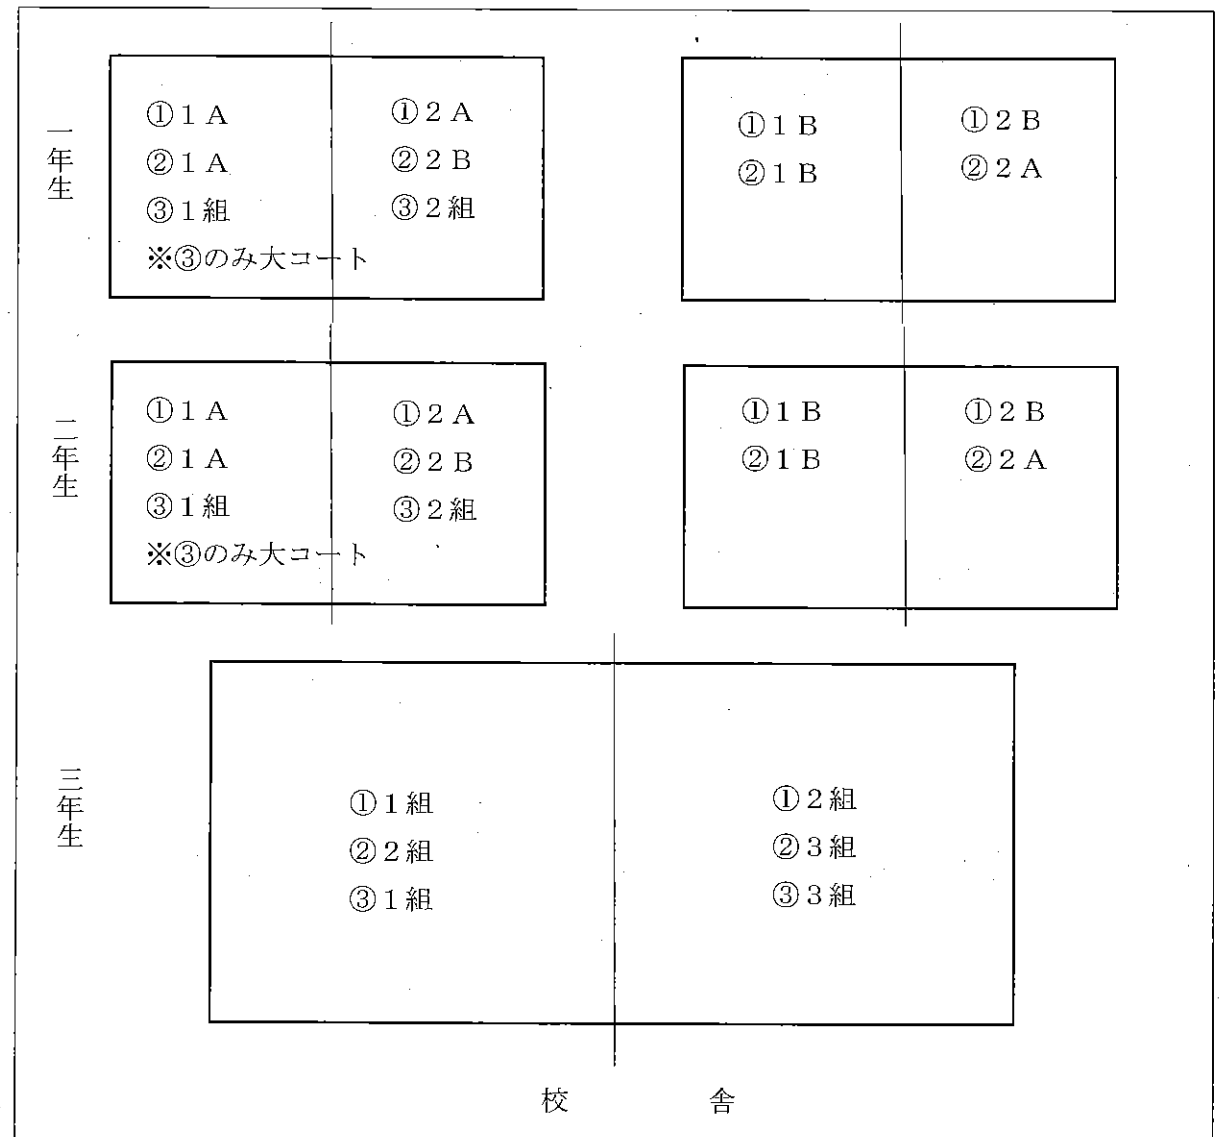 一年生
①1A
②1A
③1組
※③のみ大コート
①2A
②2B
③2組
①1B
②1B
①2B
②2A
二年生
①1A
②1A
③1組
※③のみ大コート
①2A
②2B
③2組
①1B
②1B
①2B
②2A
三年生
①1組
②2組
③1組
①2組
②3組
③3組
校舎